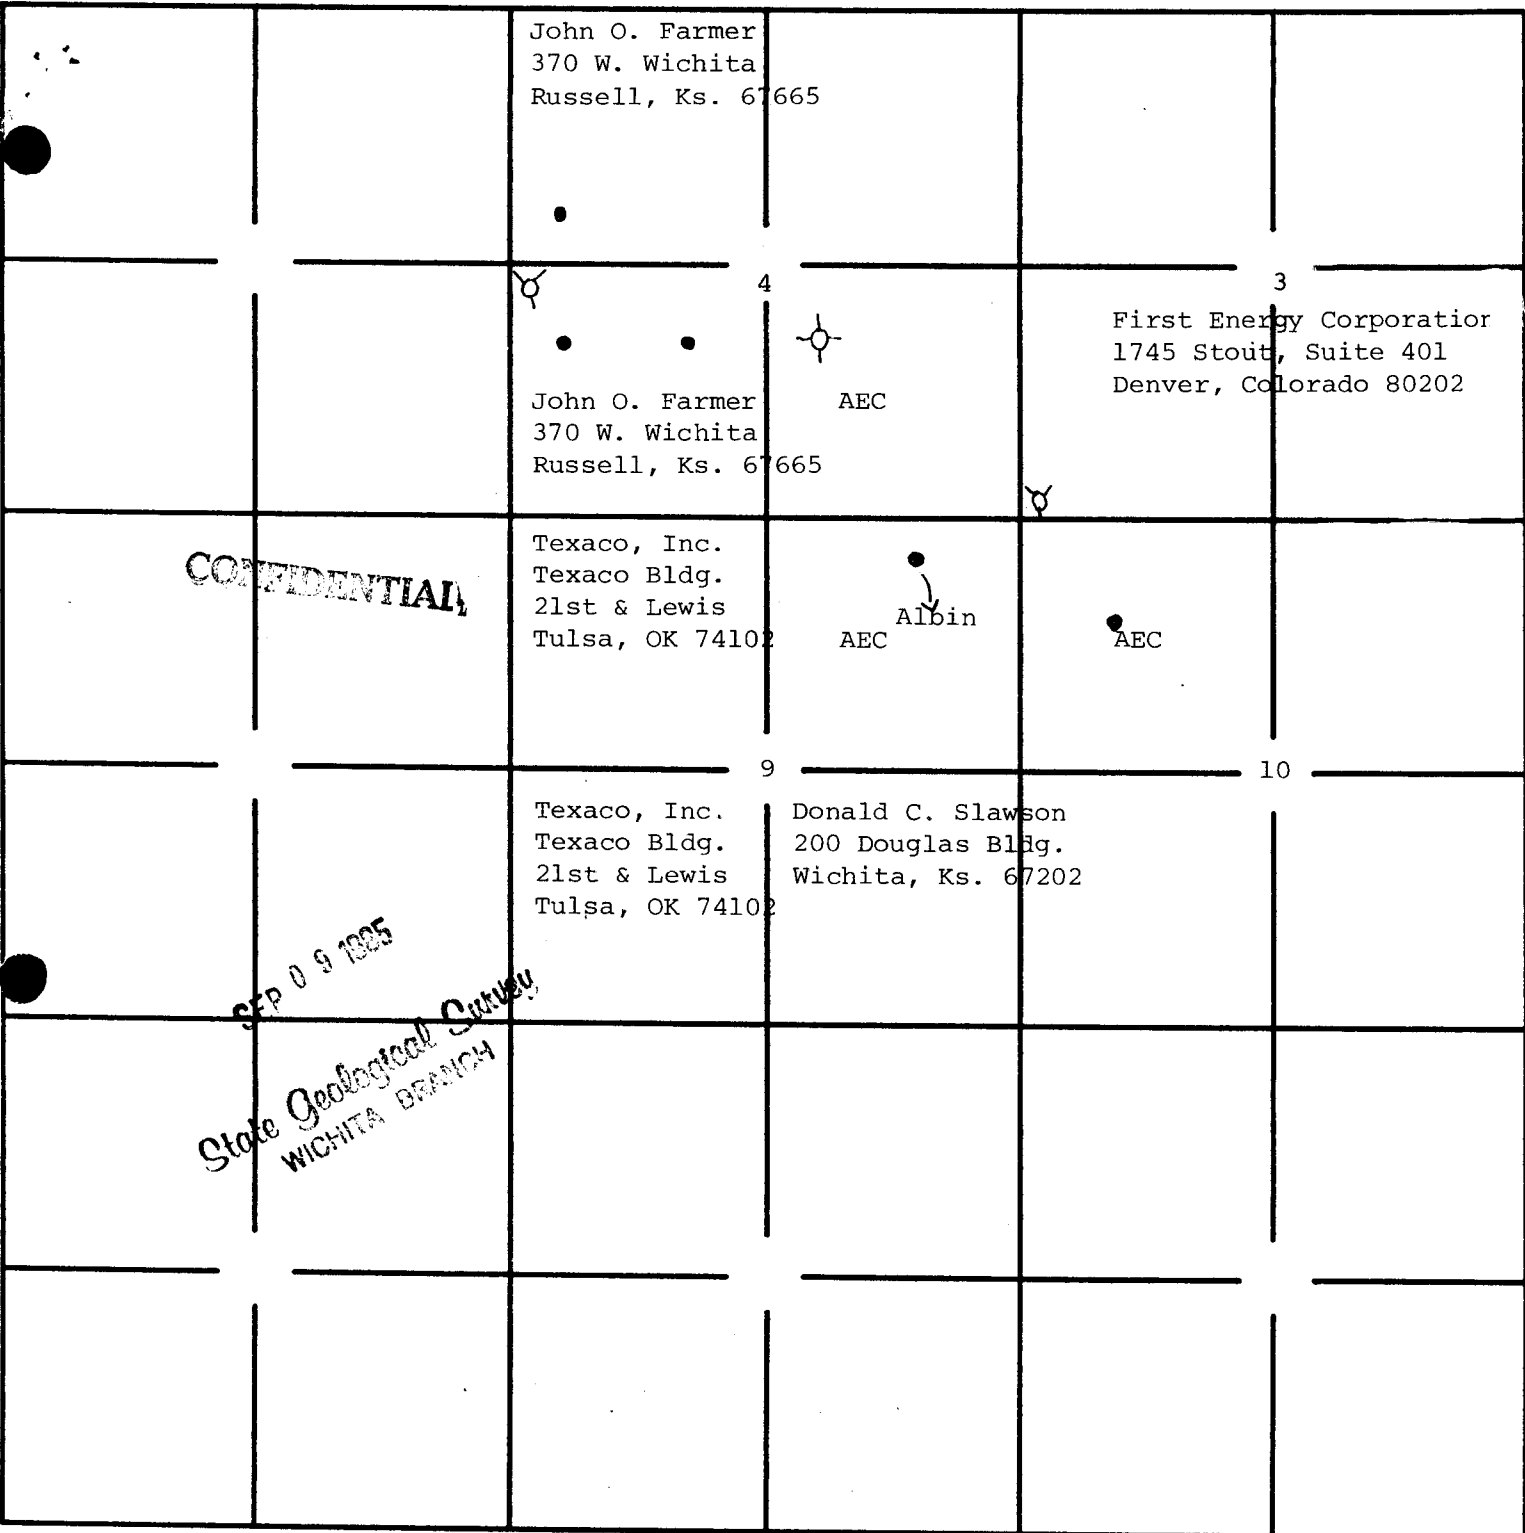 John O. Farmer
370 W. Wichita
Russell, Ks. 67665
4
3
First Energy Corporation
1745 Stout, Suite 401
Denver, Colorado 80202
John O. Farmer
370 W. Wichita
Russell, Ks. 67665
AEC
CONFIDENTIAL
Texaco, Inc.
Texaco Bldg.
21st & Lewis
Tulsa, OK 74102
AEC
Albin
AEC
9
10
Texaco, Inc.
Texaco Bldg.
21st & Lewis
Tulsa, OK 74102
Donald C. Slawson
200 Douglas Bldg.
Wichita, Ks. 67202
SEP 09 1985
State Geological Survey
WICHITA BRANCH